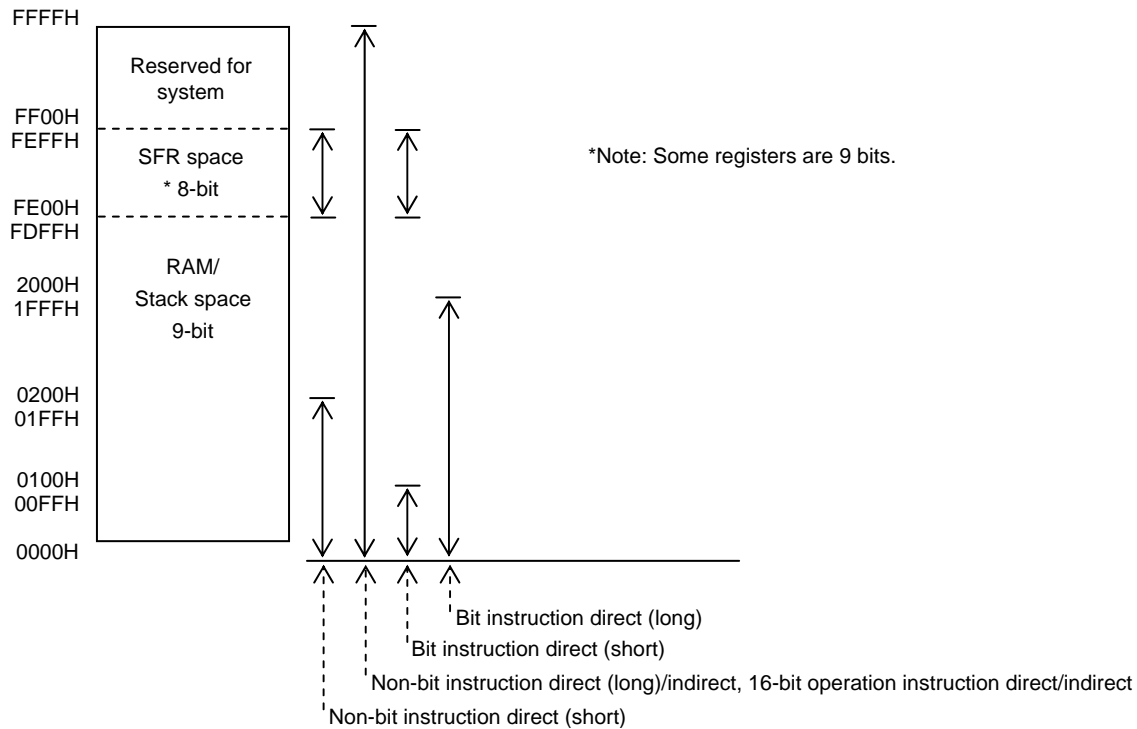 FFFFH
Reserved for
system
FF00H
FEFFH
SFR space
* 8-bit
*Note: Some registers are 9 bits.
FE00H
FDFFH
RAM/
Stack space
9-bit
2000H
1FFFH
0200H
01FFH
0100H
00FFH
0000H
Bit instruction direct (long)
Bit instruction direct (short)
Non-bit instruction direct (long)/indirect, 16-bit operation instruction direct/indirect
Non-bit instruction direct (short)